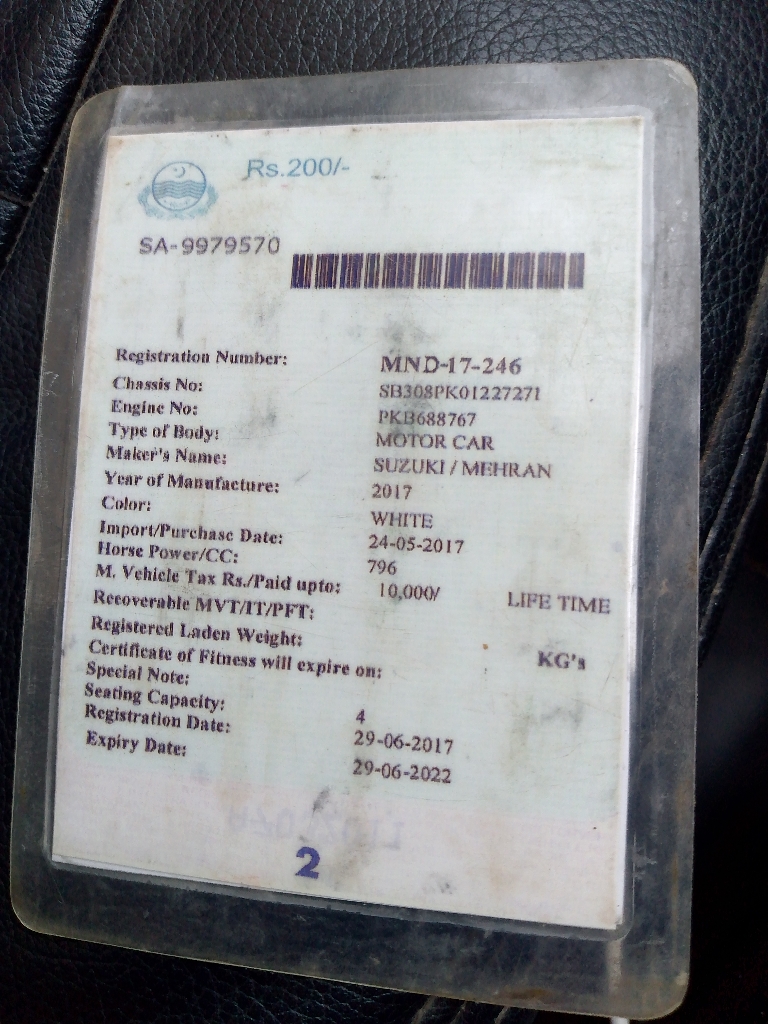 Rs.200/-
SA-9979570
Registration Number: MND-17-246
Chassis No: SB308PK01227271
Engine No: PKB688767
Type of Body: MOTOR CAR
Maker's Name: SUZUKI / MEHRAN
Year of Manufacture: 2017
Color: WHITE
Import/Purchase Date: 24-05-2017
Horse Power/CC: 796
M. Vehicle Tax Rs./Paid upto: 10,000/ LIFE TIME
Recoverable MVT/IT/PFT:
Registered Laden Weight: KG's
Certificate of Fitness will expire on:
Special Note:
Seating Capacity: 4
Registration Date: 29-06-2017
Expiry Date: 29-06-2022
2